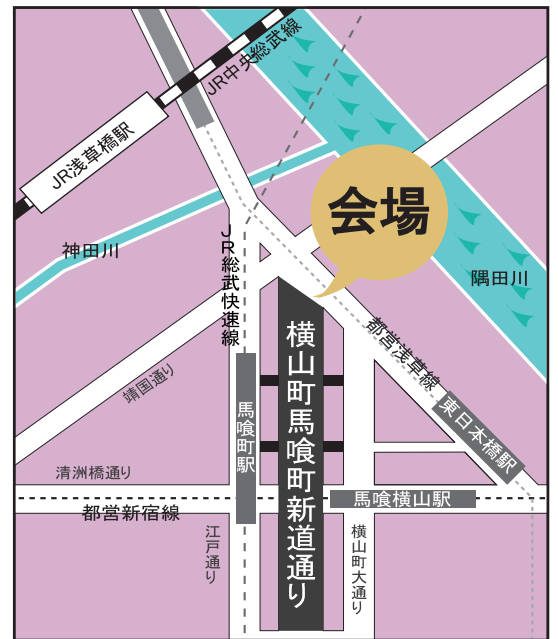 JR中央総武線
JR浅草橋駅
会場
神田川
JR総武快速線
隅田川
都営浅草線
横山町馬喰町新道通り
靖国通り
馬喰町駅
東日本橋駅
清洲橋通り
馬喰横山駅
都営新宿線
江戸通り
横山町大通り